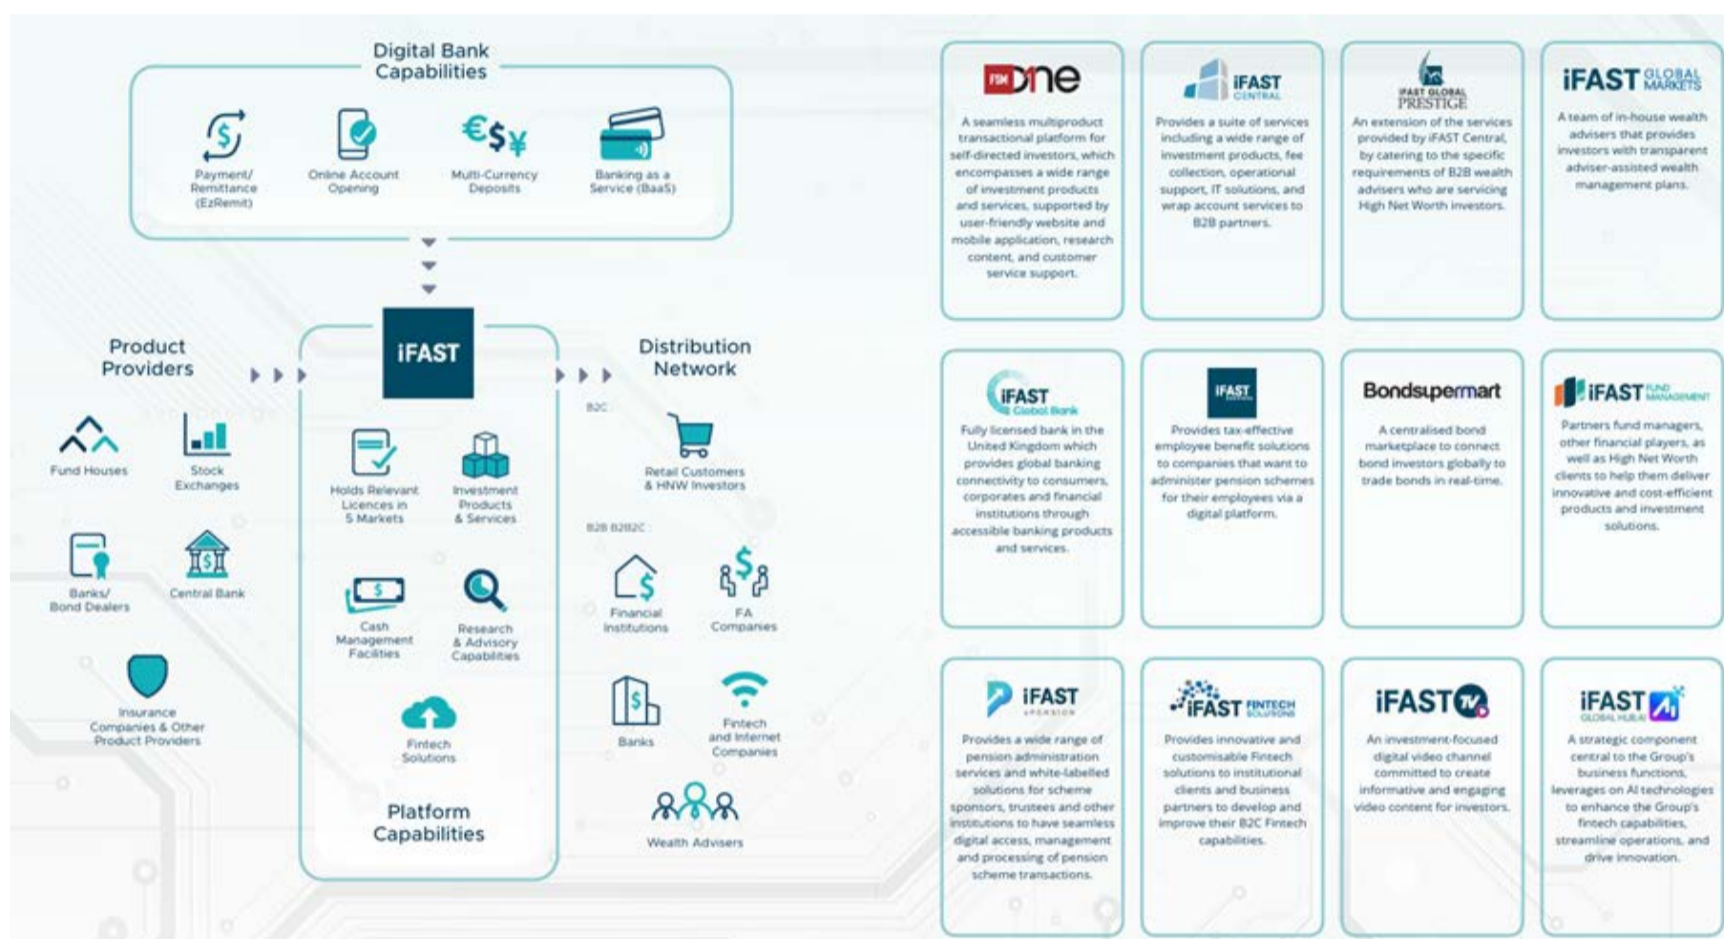 Digital Bank
Capabilities
Payment/
Remittance
(EzRemit)
Online Account
Opening
Multi-Currency
Deposits
Banking as a
Service (BaaS)
iFAST
Product
Providers
Fund Houses
Stock
Exchanges
Banks/
Bond Dealers
Central Bank
Insurance
Companies & Other
Product Providers
Holds Relevant
Licences in
5 Markets
Investment
Products
& Services
Cash
Management
Facilities
Research
& Advisory
Capabilities
Fintech
Solutions
Platform
Capabilities
Distribution
Network
B2C
Retail Customers
& HNW Investors
B2B B2B2C
Financial
Institutions
FA
Companies
Banks
Fintech
and Internet
Companies
Wealth Advisers
FSM One
A seamless multiproduct
transactional platform for
self-directed investors, which
encompasses a wide range
of investment products
and services, supported by
user-friendly website and
mobile application, research
content, and customer
service support.
iFAST
CENTRAL
Provides a suite of services
including a wide range of
investment products, fee
collection, operational
support, IT solutions, and
wrap account services to
B2B partners.
iFAST GLOBAL
PRESTIGE
An extension of the services
provided by iFAST Central,
by catering to the specific
requirements of B2B wealth
advisers who are servicing
High Net Worth investors.
iFAST GLOBAL
MARKETS
A team of in-house wealth
advisers that provides
investors with transparent
adviser-assisted wealth
management plans.
iFAST
Global Bank
Fully licensed bank in the
United Kingdom which
provides global banking
connectivity to consumers,
corporates and financial
institutions through
accessible banking products
and services.
iFAST
Provides tax-effective
employee benefit solutions
to companies that want to
administer pension schemes
for their employees via a
digital platform.
Bondsupermart
A centralised bond
marketplace to connect
bond investors globally to
trade bonds in real-time.
iFAST FUND
MANAGEMENT
Partners fund managers,
other financial players, as
well as High Net Worth
clients to help them deliver
innovative and cost-efficient
products and investment
solutions.
iFAST
ePENSION
Provides a wide range of
pension administration
services and white-labelled
solutions for scheme
sponsors, trustees and other
institutions to have seamless
digital access, management
and processing of pension
scheme transactions.
iFAST FINTECH
SOLUTIONS
Provides innovative and
customisable Fintech
solutions to institutional
clients and business
partners to develop and
improve their B2C Fintech
capabilities.
iFAST TV
An investment-focused
digital video channel
committed to create
informative and engaging
video content for investors.
iFAST
GLOBAL HUB AI
A strategic component
central to the Group's
business functions,
leverages on AI technologies
to enhance the Group's
fintech capabilities,
streamline operations, and
drive innovation.